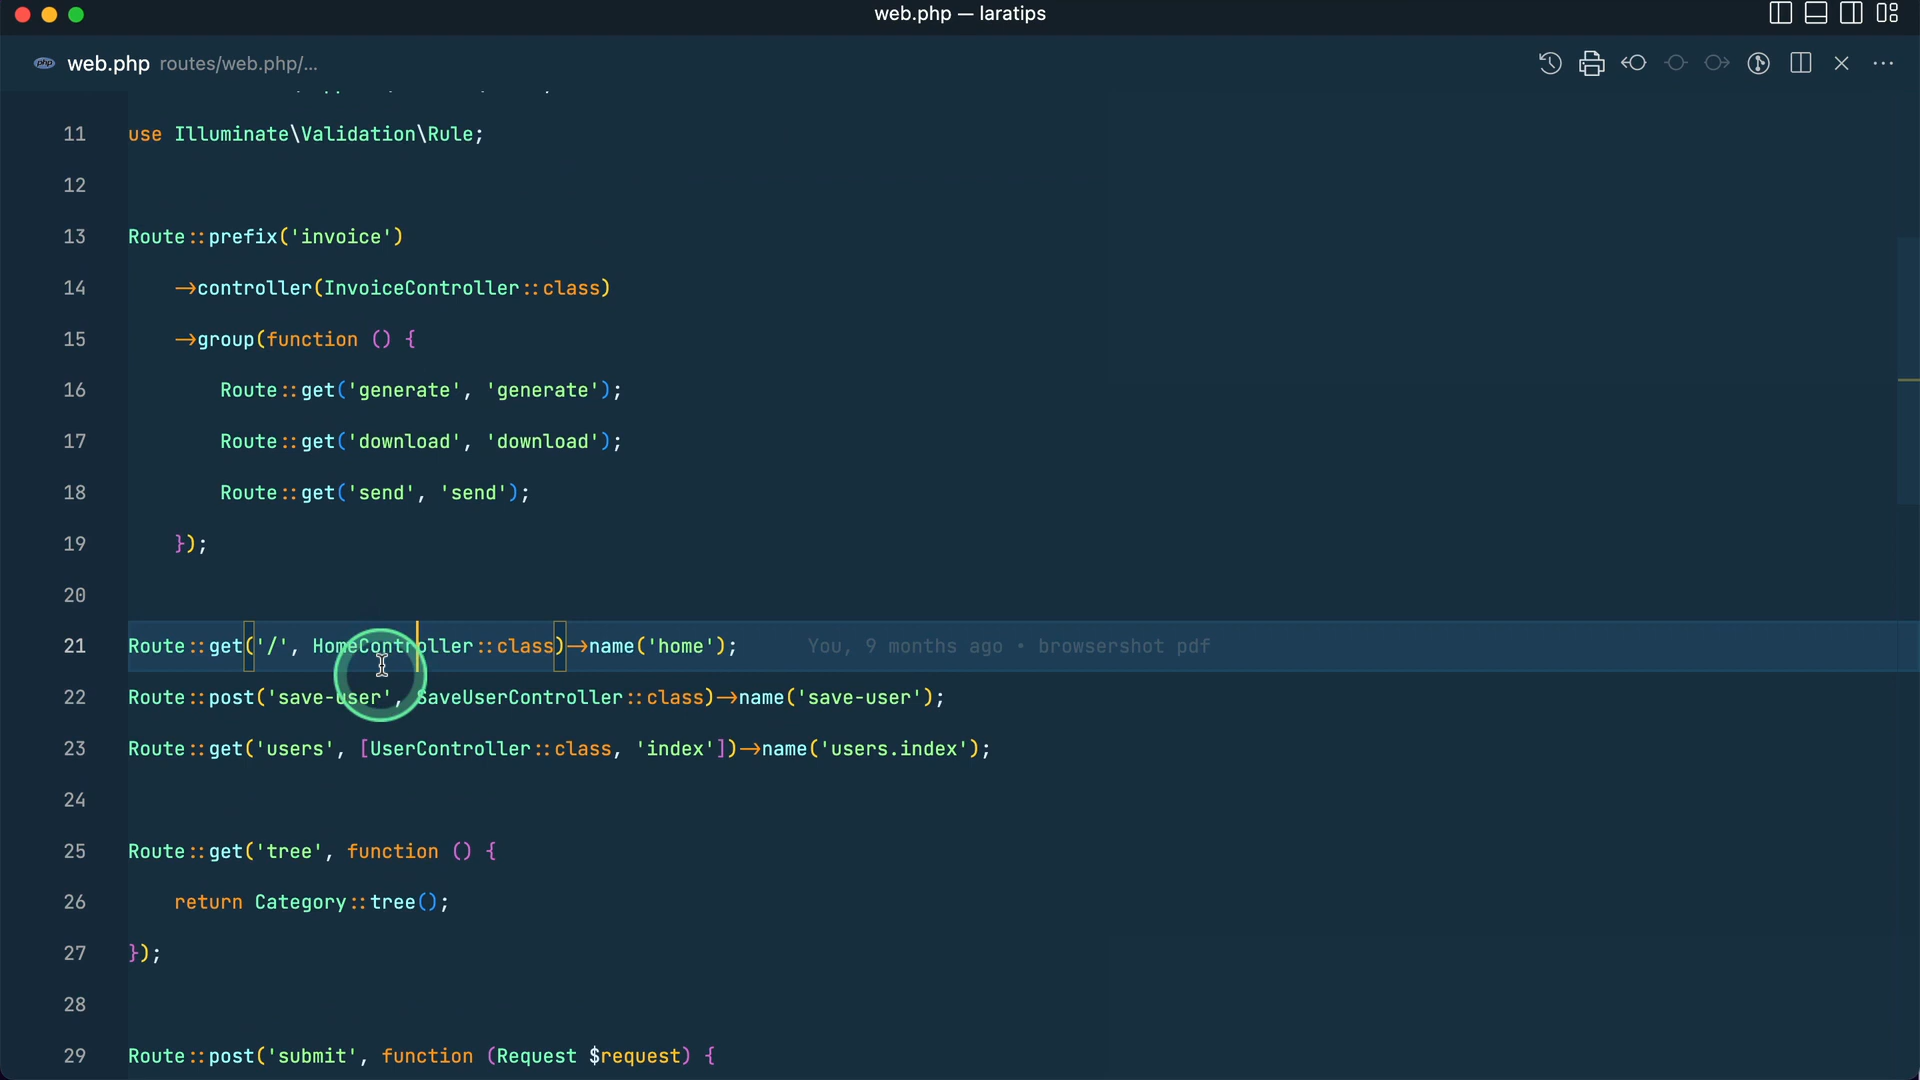 web.php — laratips
php web.php routes/web.php/...
11 use Illuminate\Validation\Rule;
12
13 Route::prefix('invoice')
14 ->controller(InvoiceController::class)
15 ->group(function () {
16 Route::get('generate', 'generate');
17 Route::get('download', 'download');
18 Route::get('send', 'send');
19 });
20
21 Route::get('/', HomeController::class)->name('home'); You, 9 months ago • browsershot pdf
22 Route::post('save-user', SaveUserController::class)->name('save-user');
23 Route::get('users', [UserController::class, 'index'])->name('users.index');
24
25 Route::get('tree', function () {
26 return Category::tree();
27 });
28
29 Route::post('submit', function (Request $request) {